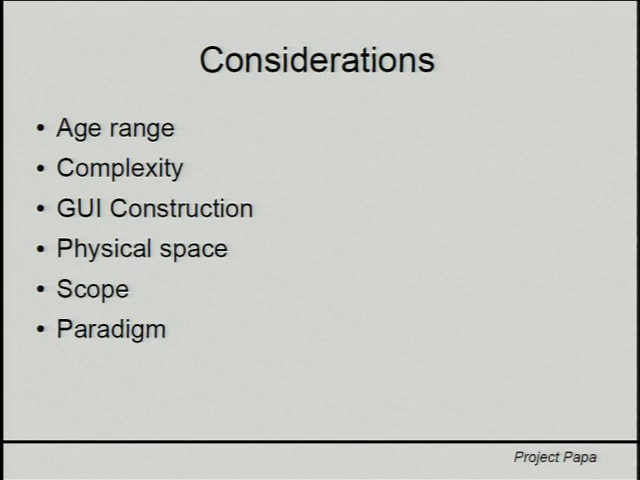 Considerations
• Age range
• Complexity
• GUI Construction
• Physical space
• Scope
• Paradigm
Project Papa